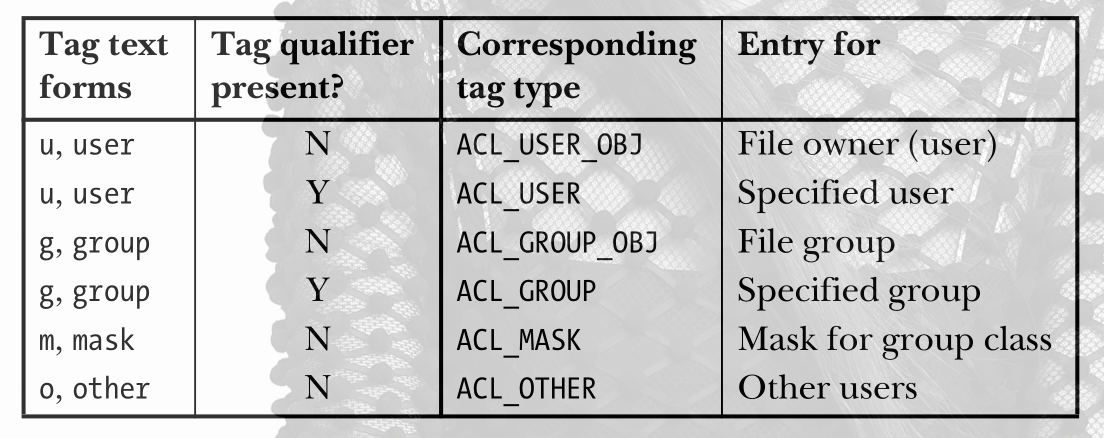 Tag text forms | Tag qualifier present? | Corresponding tag type | Entry for
u, user | N | ACL_USER_OBJ | File owner (user)
u, user | Y | ACL_USER | Specified user
g, group | N | ACL_GROUP_OBJ | File group
g, group | Y | ACL_GROUP | Specified group
m, mask | N | ACL_MASK | Mask for group class
o, other | N | ACL_OTHER | Other users